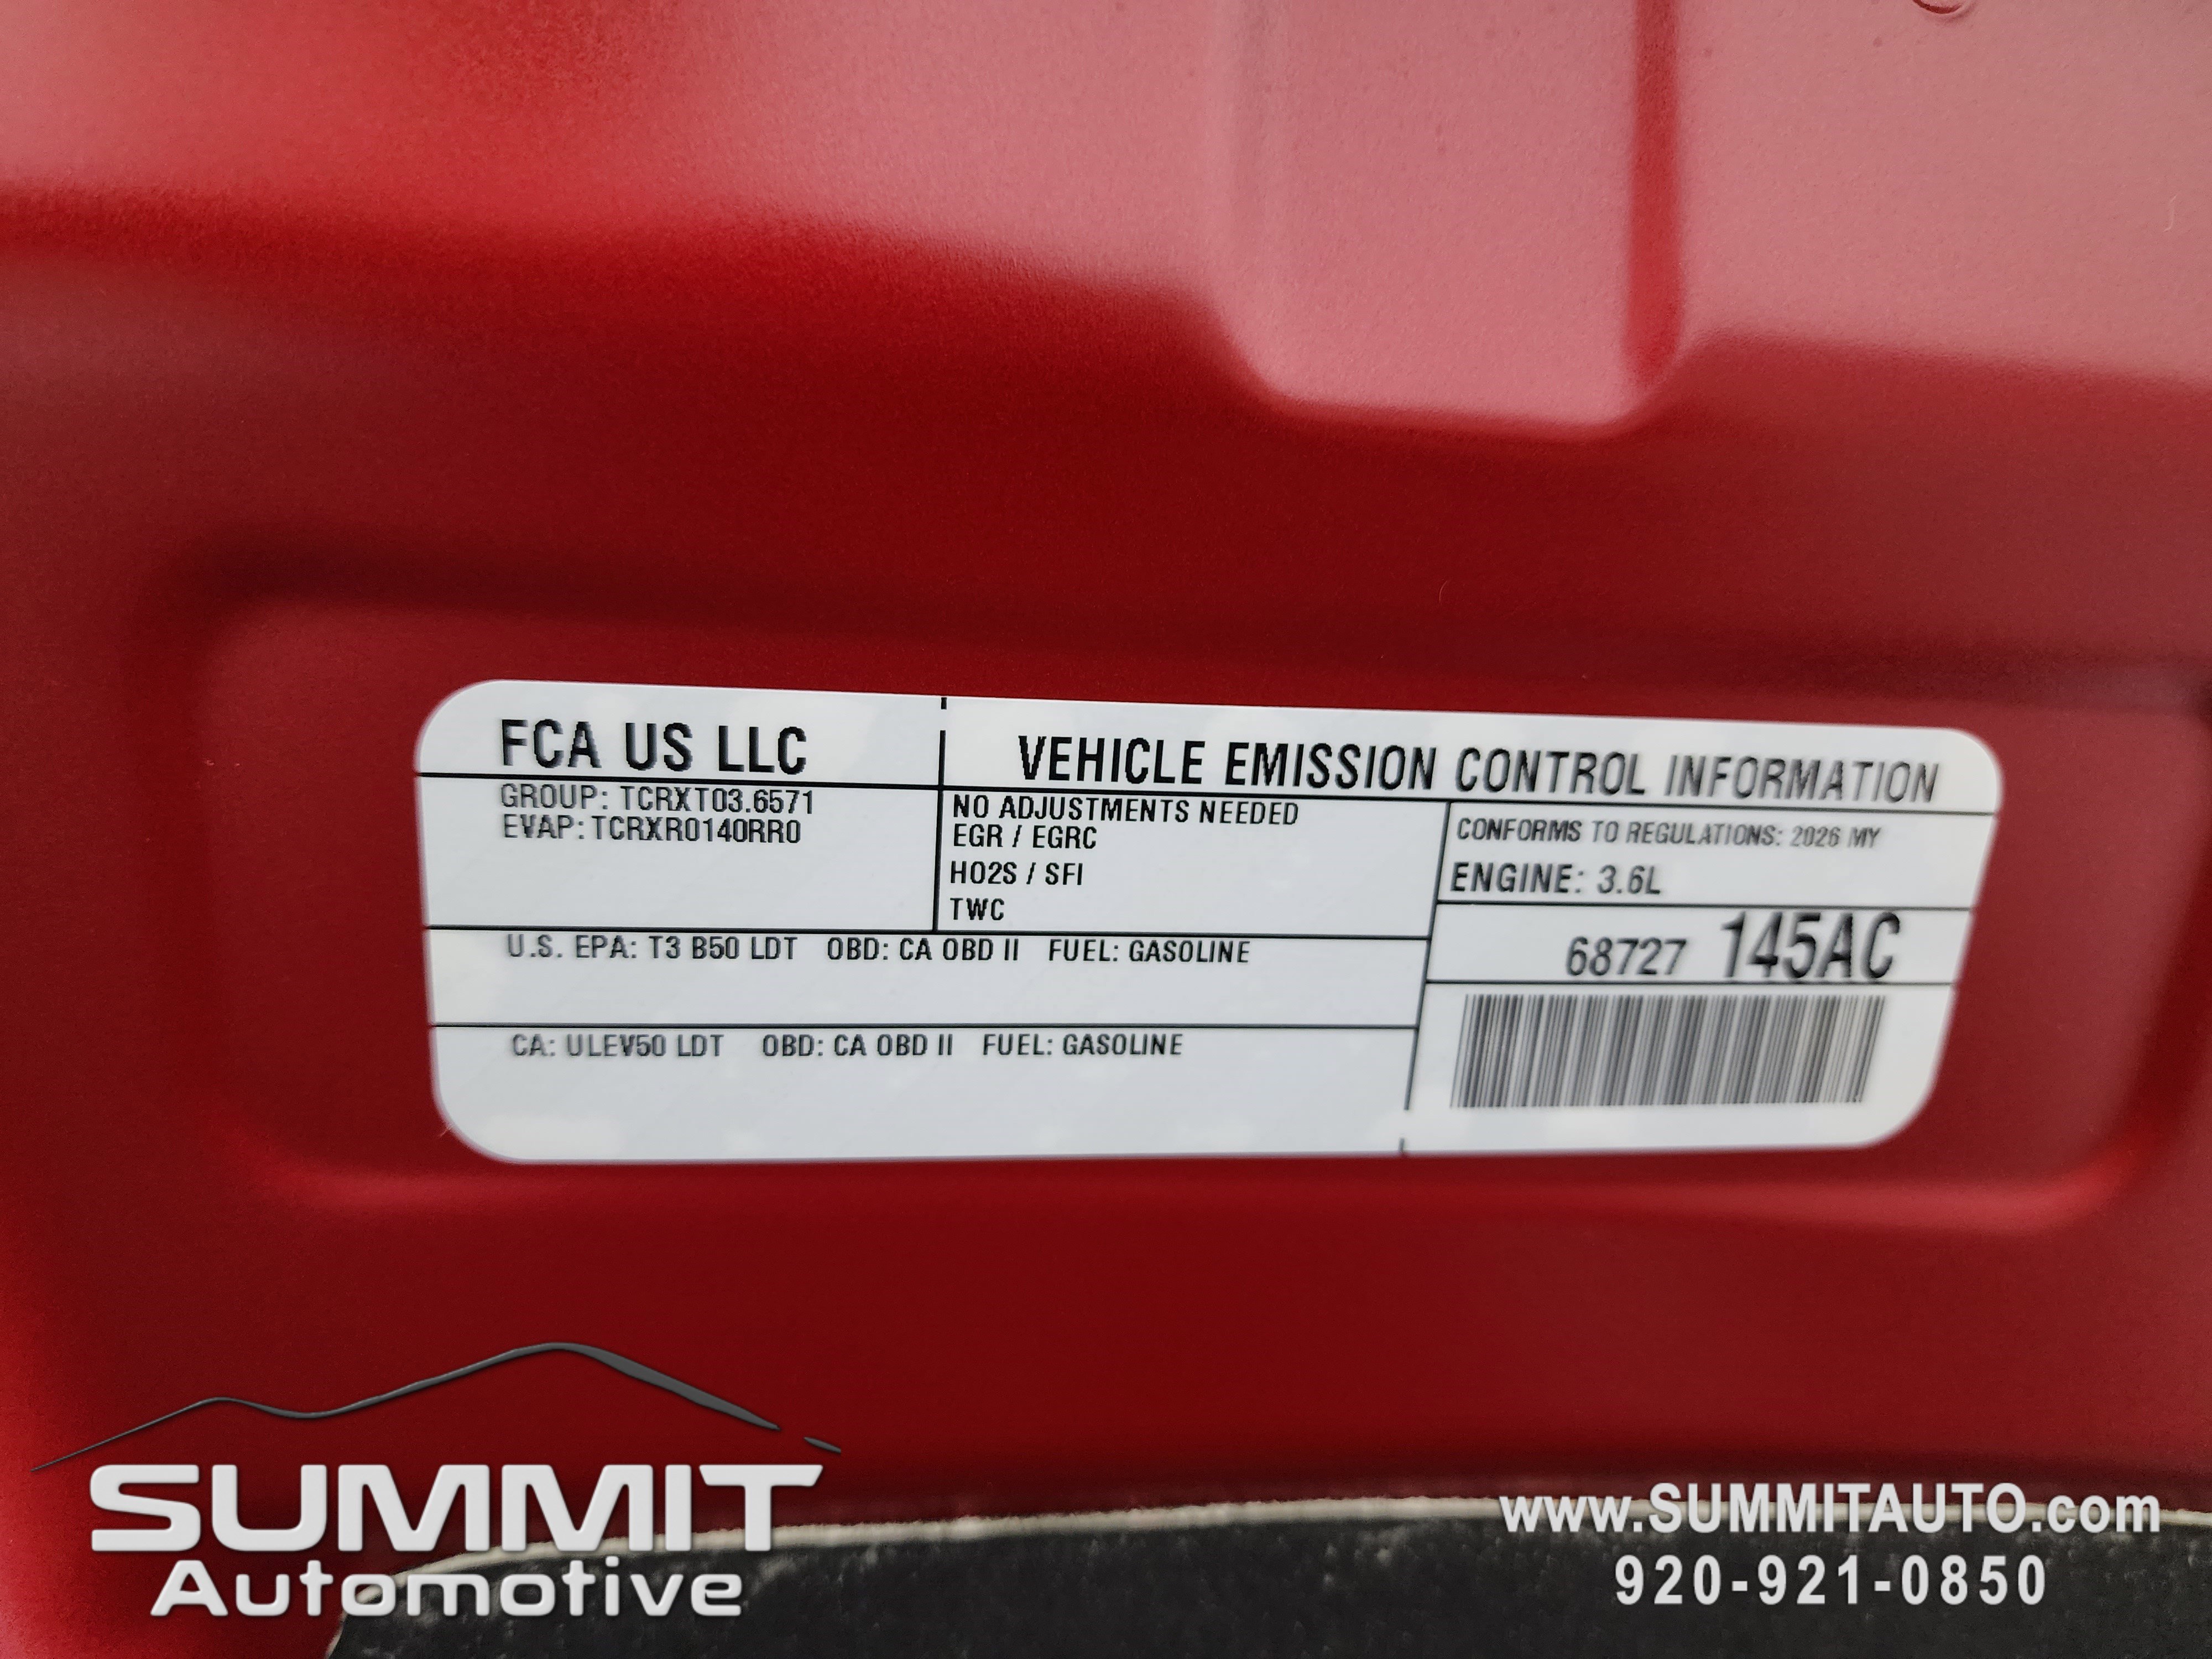 FCA US LLC
VEHICLE EMISSION CONTROL INFORMATION
GROUP: TCRXT03.6571
EVAP: TCRXR0140RR0
NO ADJUSTMENTS NEEDED
EGR / EGRC
HO2S / SFI
TWC
CONFORMS TO REGULATIONS: 2026 MY
ENGINE: 3.6L
68727 145AC
U.S. EPA: T3 B50 LDT OBD: CA OBD II FUEL: GASOLINE
CA: ULEV50 LDT OBD: CA OBD II FUEL: GASOLINE
SUMMIT
Automotive
www.SUMMITAUTO.com
920-921-0850